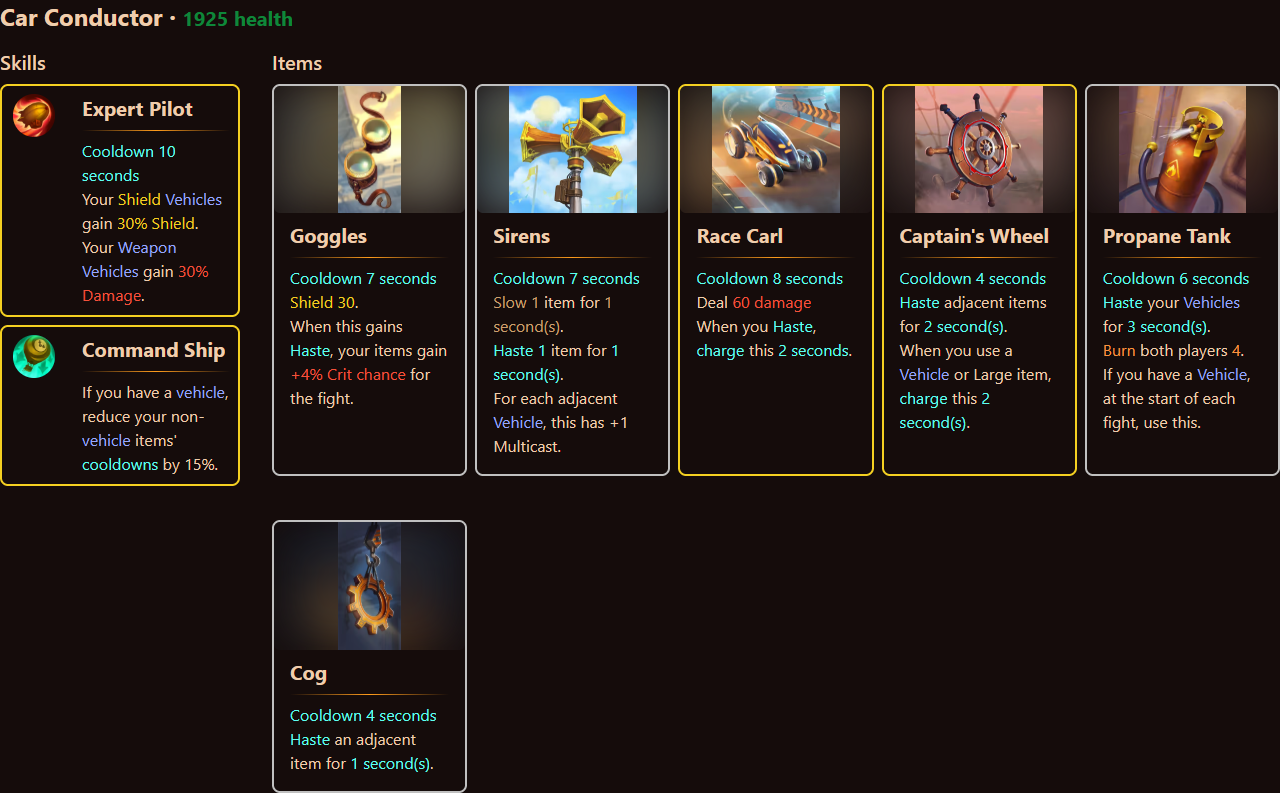 Car Conductor · 1925 health
Skills
Items
Expert Pilot
Cooldown 10
seconds
Your Shield Vehicles
gain 30% Shield.
Your Weapon
Vehicles gain 30%
Damage.
Command Ship
If you have a vehicle,
reduce your non-
vehicle items'
cooldowns by 15%.
Goggles
Cooldown 7 seconds
Shield 30.
When this gains
Haste, your items gain
+4% Crit chance for
the fight.
Sirens
Cooldown 7 seconds
Slow 1 item for 1
second(s).
Haste 1 item for 1
second(s).
For each adjacent
Vehicle, this has +1
Multicast.
Race Carl
Cooldown 8 seconds
Deal 60 damage
When you Haste,
charge this 2 seconds.
Captain's Wheel
Cooldown 4 seconds
Haste adjacent items
for 2 second(s).
When you use a
Vehicle or Large item,
charge this 2
second(s).
Propane Tank
Cooldown 6 seconds
Haste your Vehicles
for 3 second(s).
Burn both players 4.
If you have a Vehicle,
at the start of each
fight, use this.
Cog
Cooldown 4 seconds
Haste an adjacent
item for 1 second(s).